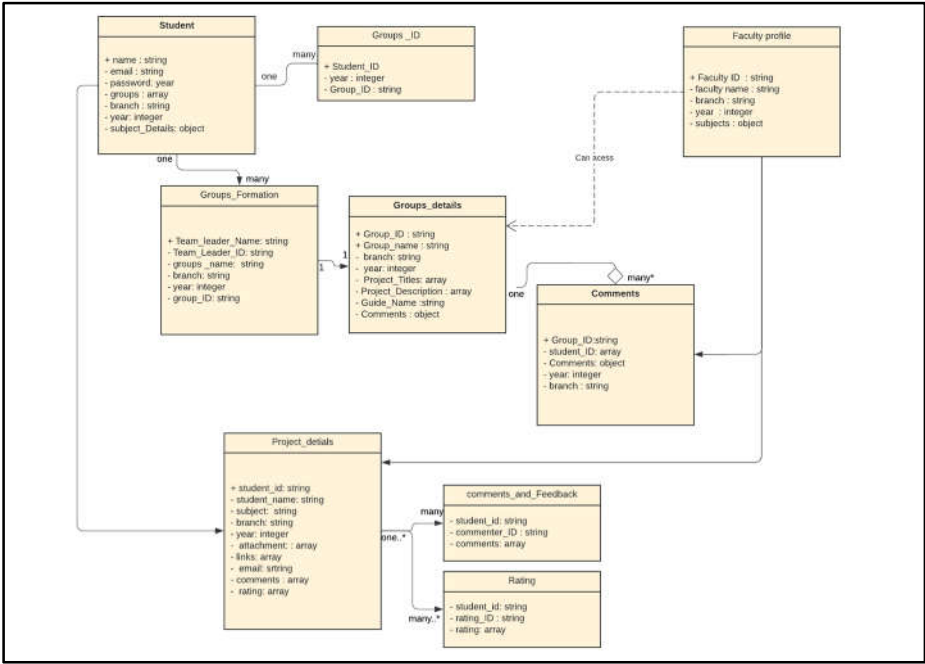 Student
+ name : string
- email : string
- password: year
- groups : array
- branch : string
- year: integer
- subject_Details: object
one
many
Groups _ID
+ Student_ID
- year : integer
- Group_ID : string
Faculty profile
+ Faculty ID : string
- faculty name : string
- branch : string
- year : integer
- subjects : object
Can
cess
one
many
Groups_Formation
+ Team_leader_Name: string
- Team_Leader_ID: string
- groups _name: string
- branch: string
- year: integer
- group_ID: string
1
1
Groups_details
+ Group_ID : string
+ Group_name : string
- branch: string
- year: integer
- Project_Titles: array
- Project_Description : array
- Guide_Name :string
- Comments : object
one
many*
Comments
+ Group_ID:string
- student_ID: array
- Comments: object
- year: integer
- branch : string
Project_detials
+ student_id: string
- student_name: string
- subject: string
- branch: string
- year: integer
- attachment: : array
- links: array
- email: srtring
- comments : array
- rating: array
one..*
many
comments_and_Feedback
- student_id: string
- commenter_ID : string
- comments: array
many..*
Rating
- student_id: string
- rating_ID : string
- rating: array